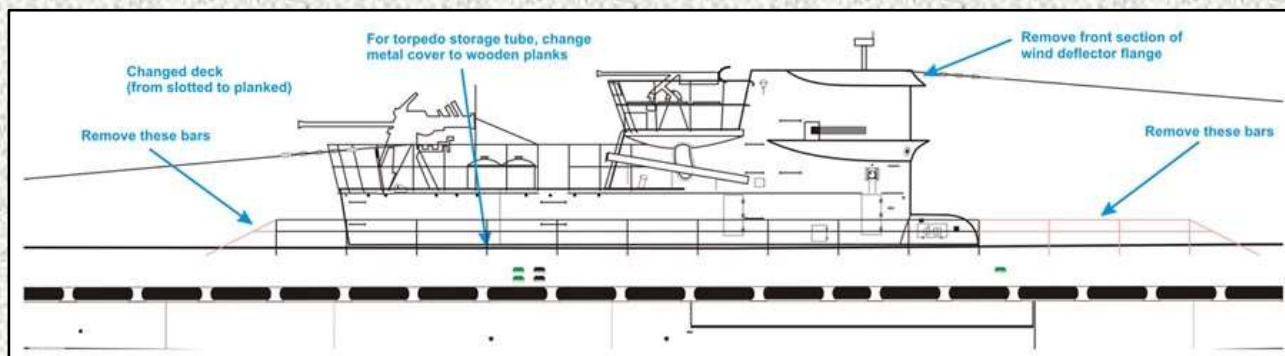 For torpedo storage tube, change
metal cover to wooden planks
Remove front section of
wind deflector flange
Changed deck
(from slotted to planked)
Remove these bars
Remove these bars